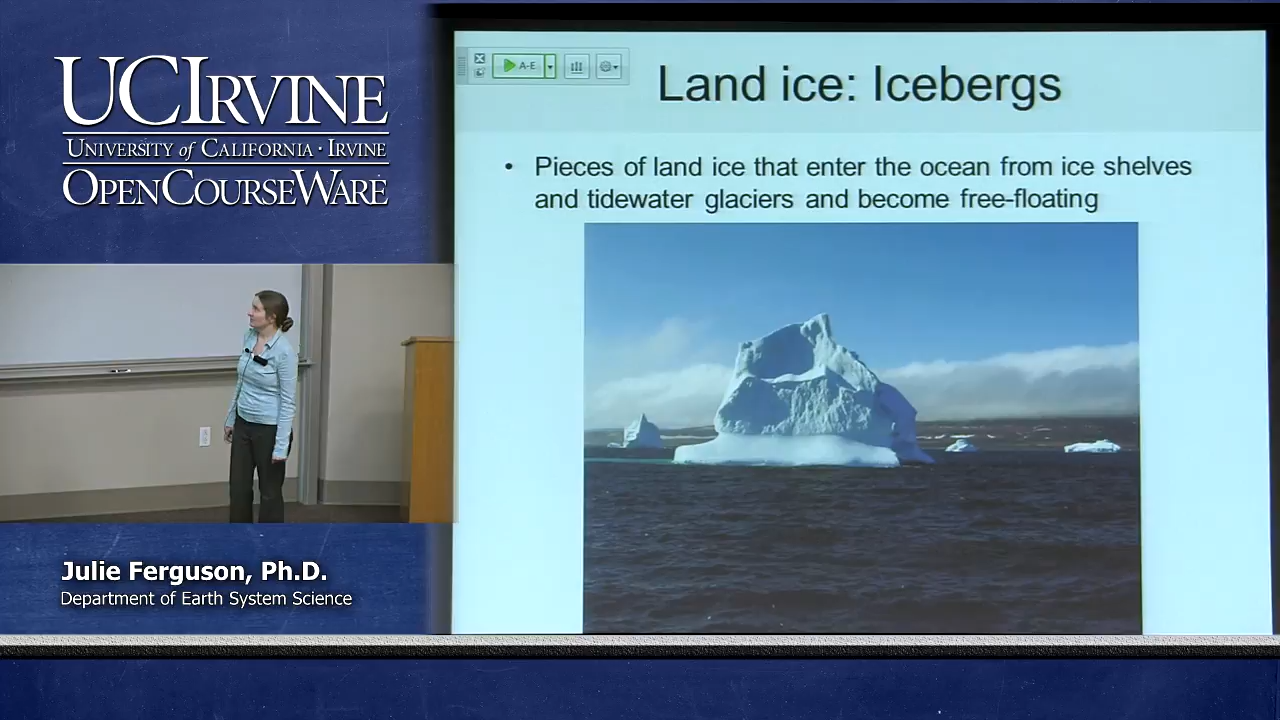 UCIRVINE
UNIVERSITY of CALIFORNIA · IRVINE
OPENCOURSEWARE
A-E
Land ice: Icebergs
• Pieces of land ice that enter the ocean from ice shelves
and tidewater glaciers and become free-floating
Julie Ferguson, Ph.D.
Department of Earth System Science